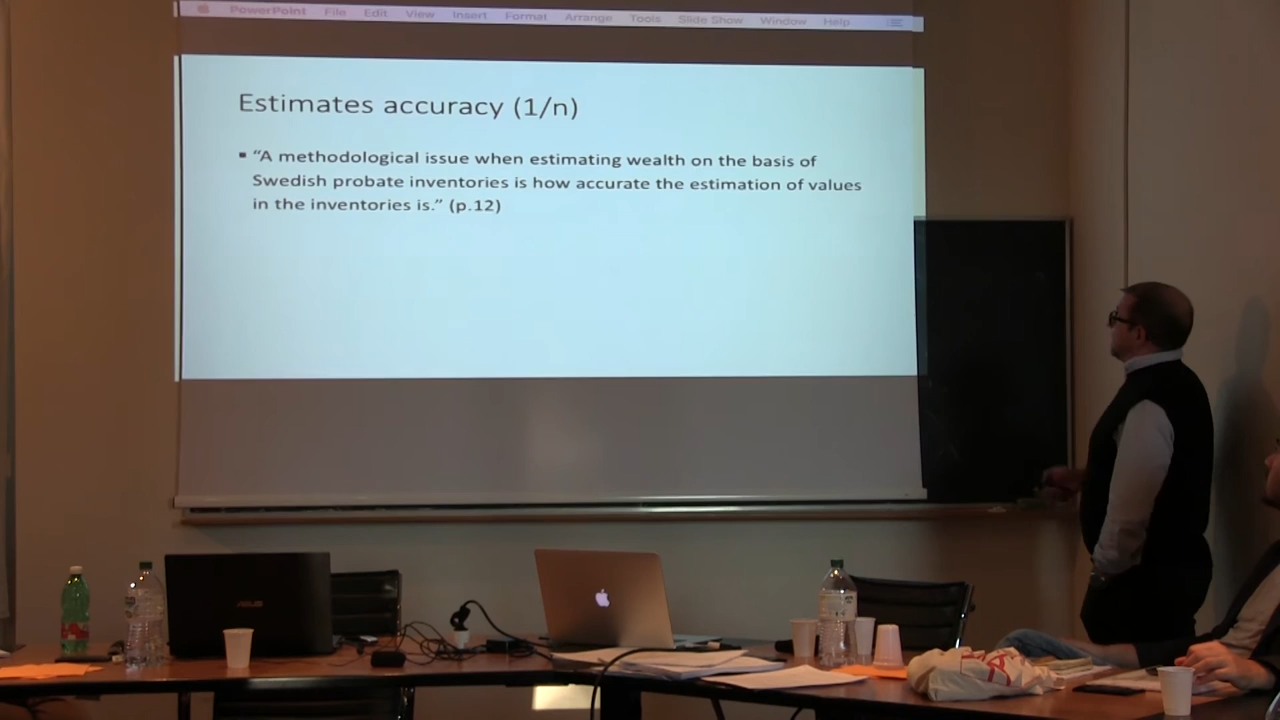 PowerPoint File Edit View Insert Format Arrange Tools Slide Show Window Help
Estimates accuracy (1/n)
▪ “A methodological issue when estimating wealth on the basis of
Swedish probate inventories is how accurate the estimation of values
in the inventories is.” (p.12)
ASUS